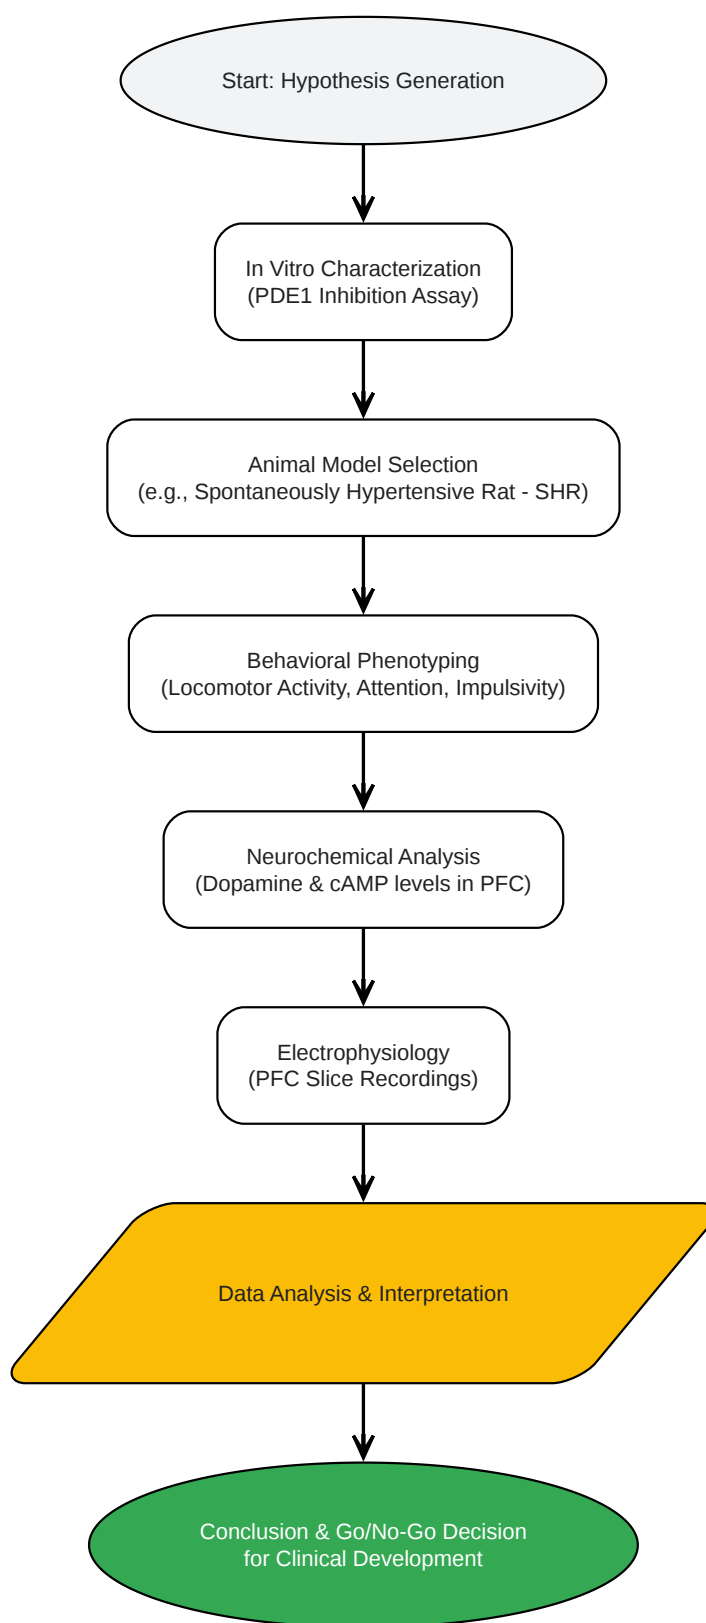 Start: Hypothesis Generation
In Vitro Characterization
(PDE1 Inhibition Assay)
Animal Model Selection
(e.g., Spontaneously Hypertensive Rat - SHR)
Behavioral Phenotyping
(Locomotor Activity, Attention, Impulsivity)
Neurochemical Analysis
(Dopamine & cAMP levels in PFC)
Electrophysiology
(PFC Slice Recordings)
Data Analysis & Interpretation
Conclusion & Go/No-Go Decision
for Clinical Development